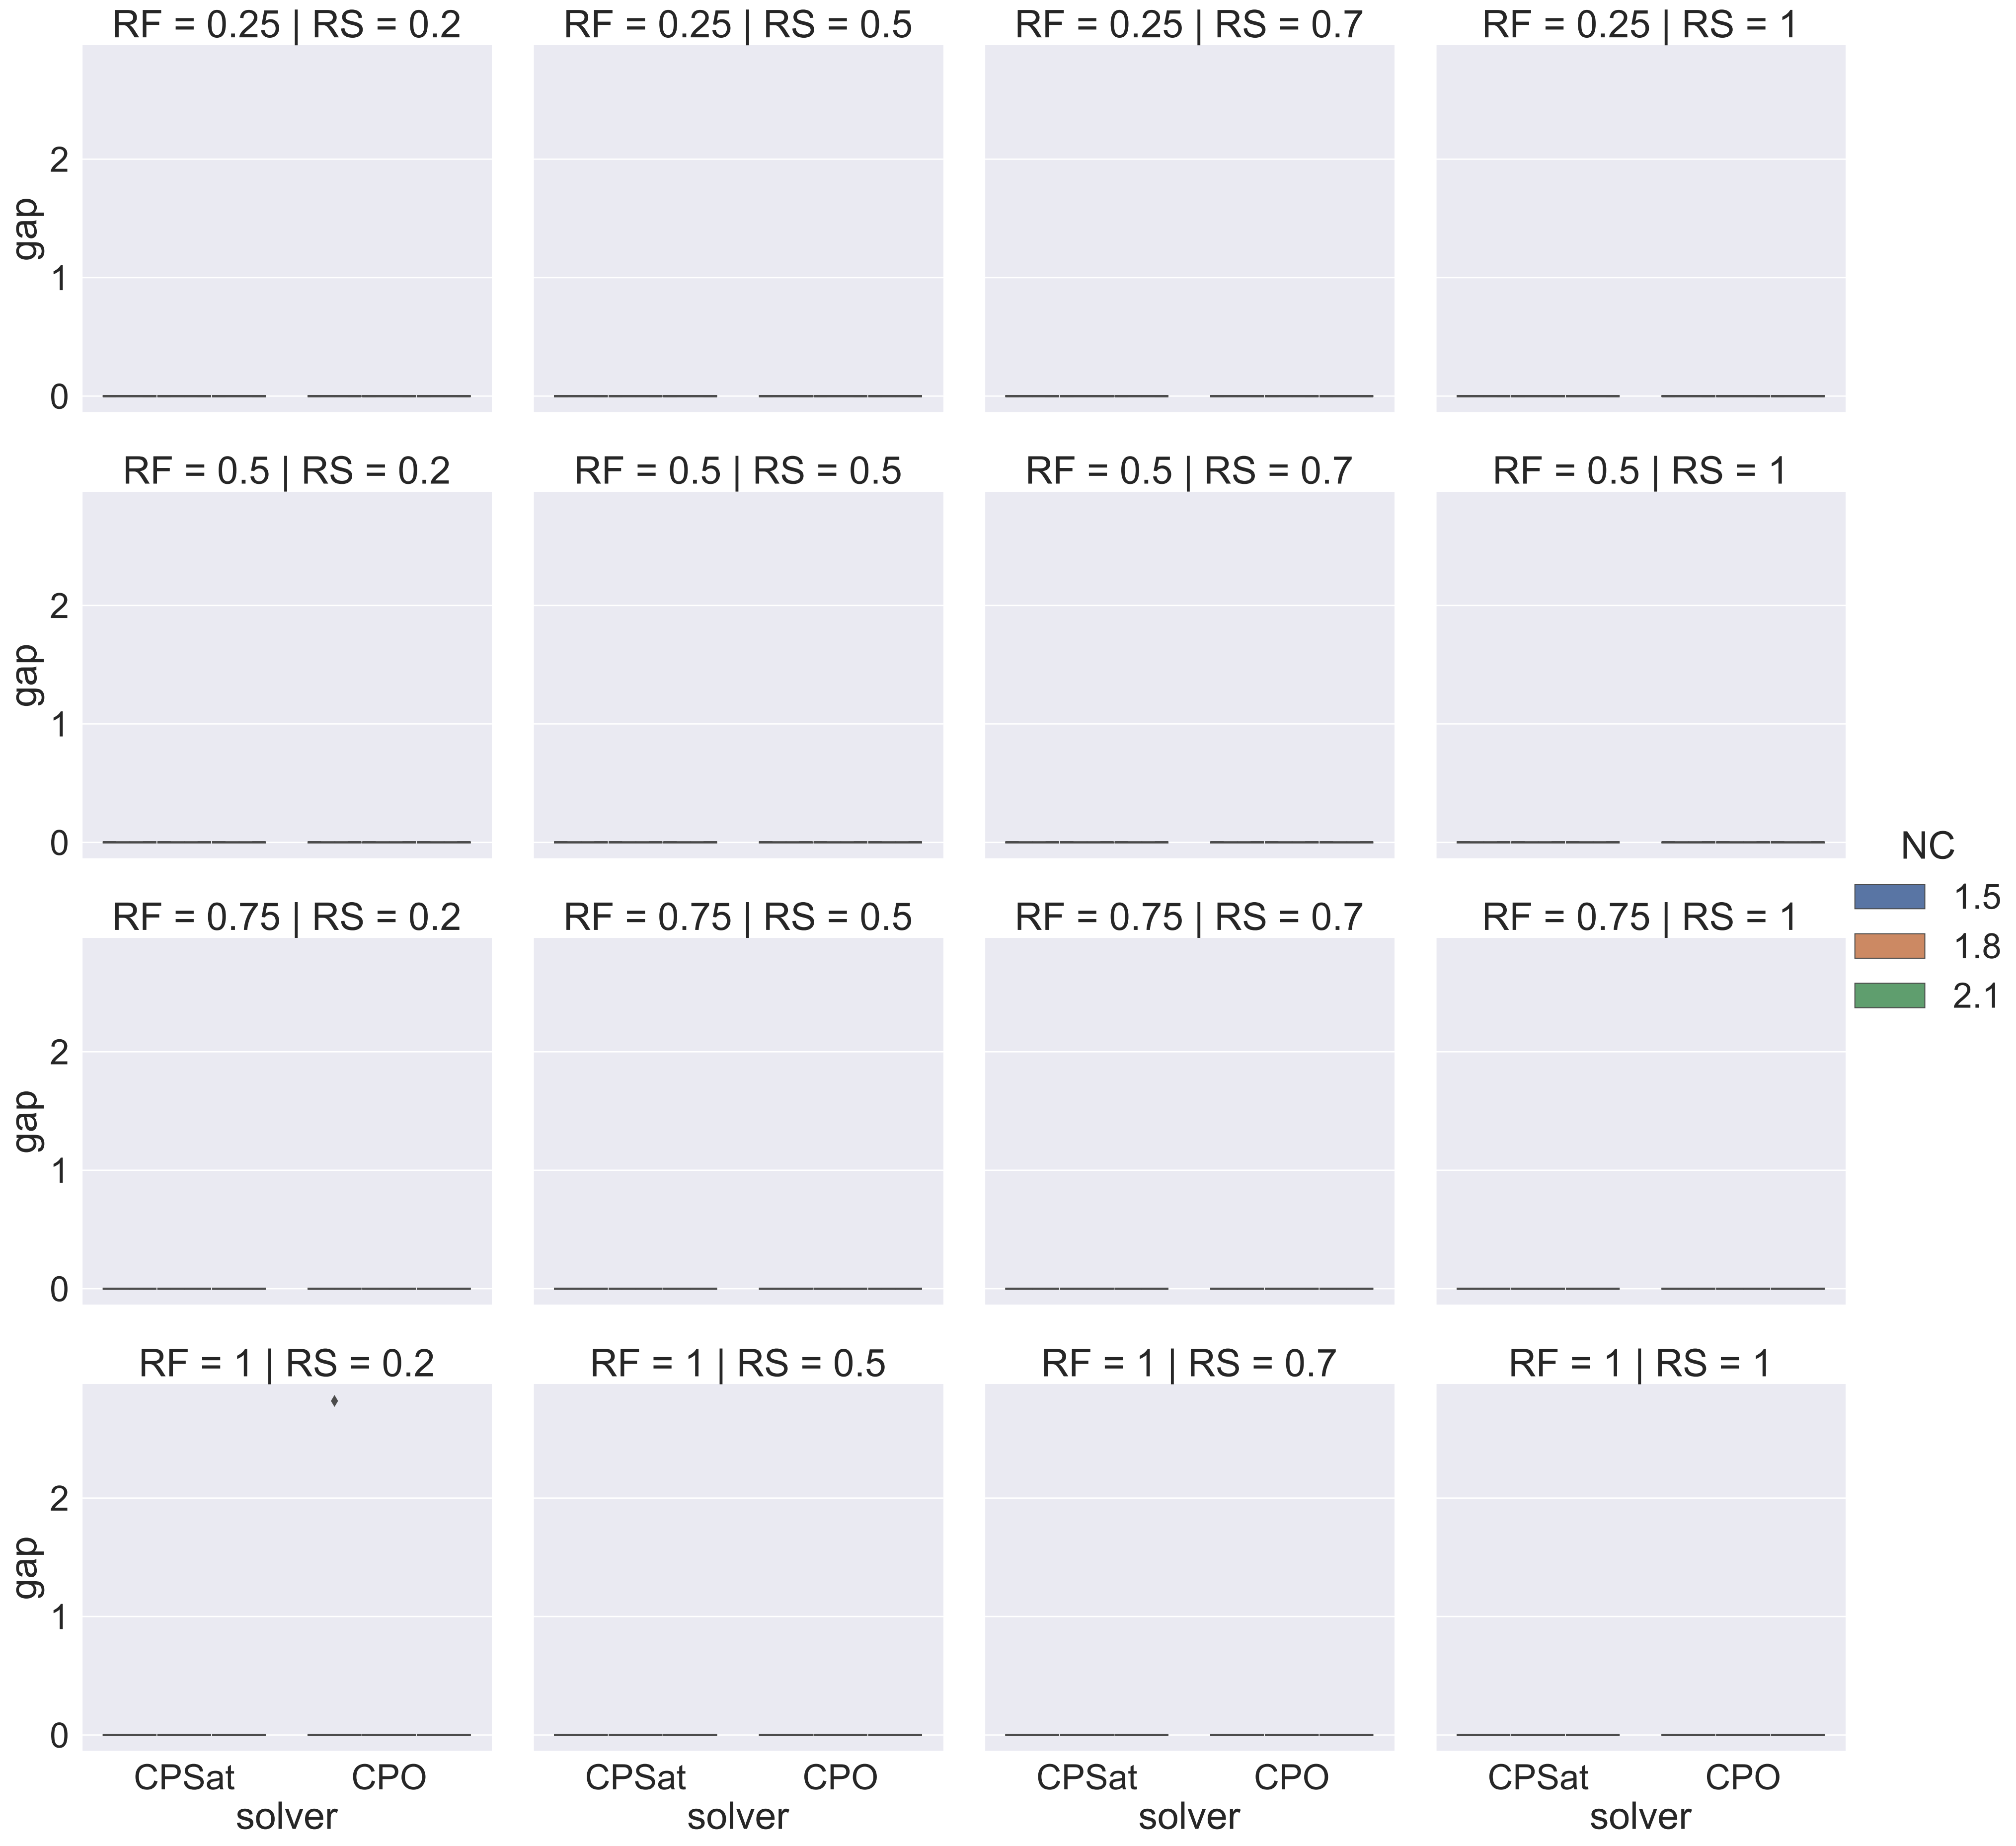 RF = 0.25 | RS = 0.2
RF = 0.25 | RS = 0.5
RF = 0.25 | RS = 0.7
RF = 0.25 | RS = 1
2
1
0
gap
RF = 0.5 | RS = 0.2
RF = 0.5 | RS = 0.5
RF = 0.5 | RS = 0.7
RF = 0.5 | RS = 1
2
1
0
gap
RF = 0.75 | RS = 0.2
RF = 0.75 | RS = 0.5
RF = 0.75 | RS = 0.7
RF = 0.75 | RS = 1
2
1
0
gap
RF = 1 | RS = 0.2
RF = 1 | RS = 0.5
RF = 1 | RS = 0.7
RF = 1 | RS = 1
2
1
0
gap
CPSat CPO
solver
CPSat CPO
solver
CPSat CPO
solver
CPSat CPO
solver
NC
1.5
1.8
2.1